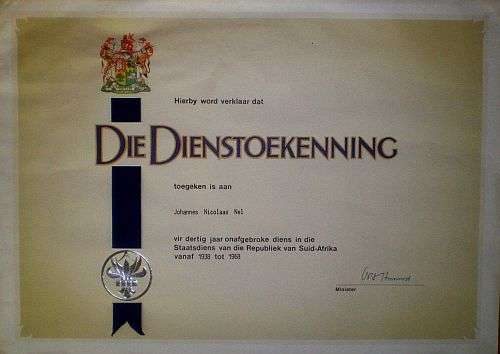 Hierby word verklaar dat
DIE DIENSTOEKENNING
toegeken is aan
Johannes Nicolaas Nel
vir dertig jaar onafgebroke diens in die
Staatsdiens van die Republiek van Suid-Afrika
vanaf 1938 tot 1968
Minister